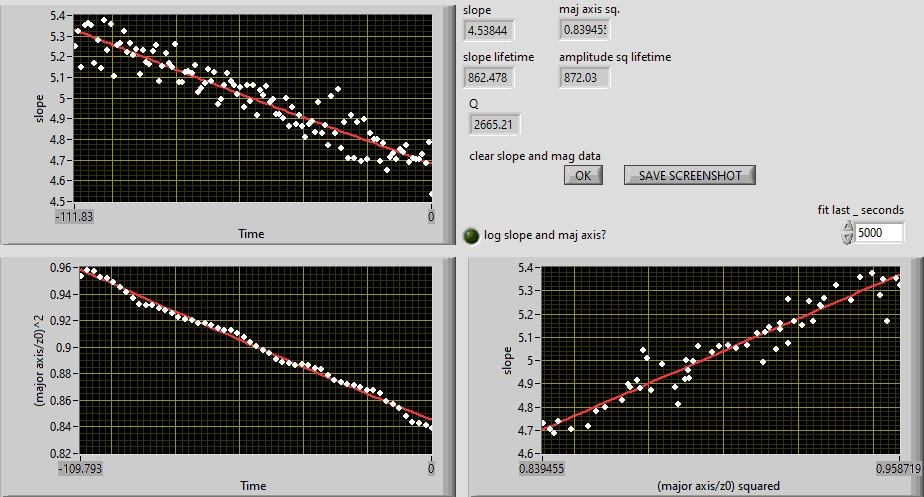 5.4
5.3
5.2
5.1
5
4.9
4.8
4.7
4.6
4.5
slope
-111.83
0
Time
slope
4.53844
maj axis sq.
0.839455
slope lifetime
862.478
amplitude sq lifetime
872.03
Q
2665.21
clear slope and mag data
OK
SAVE SCREENSHOT
log slope and maj axis?
fit last _ seconds
5000
0.96
0.94
0.92
0.9
0.88
0.86
0.84
0.82
(major axis/z0)^2
-109.793
0
Time
5.4
5.3
5.2
5.1
5
4.9
4.8
4.7
4.6
slope
0.839455
0.958719
(major axis/z0) squared